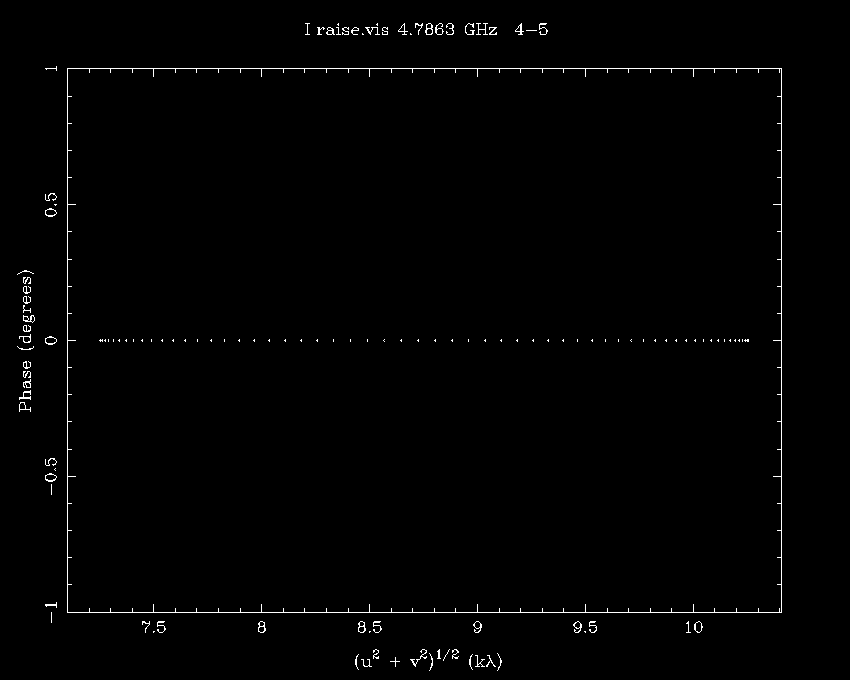 I raise.vis 4.7863 GHz 4−5
1
0.5
0
−0.5
−1
Phase (degrees)
7.5 8 8.5 9 9.5 10
(u² + v²)^1/2 (kλ)